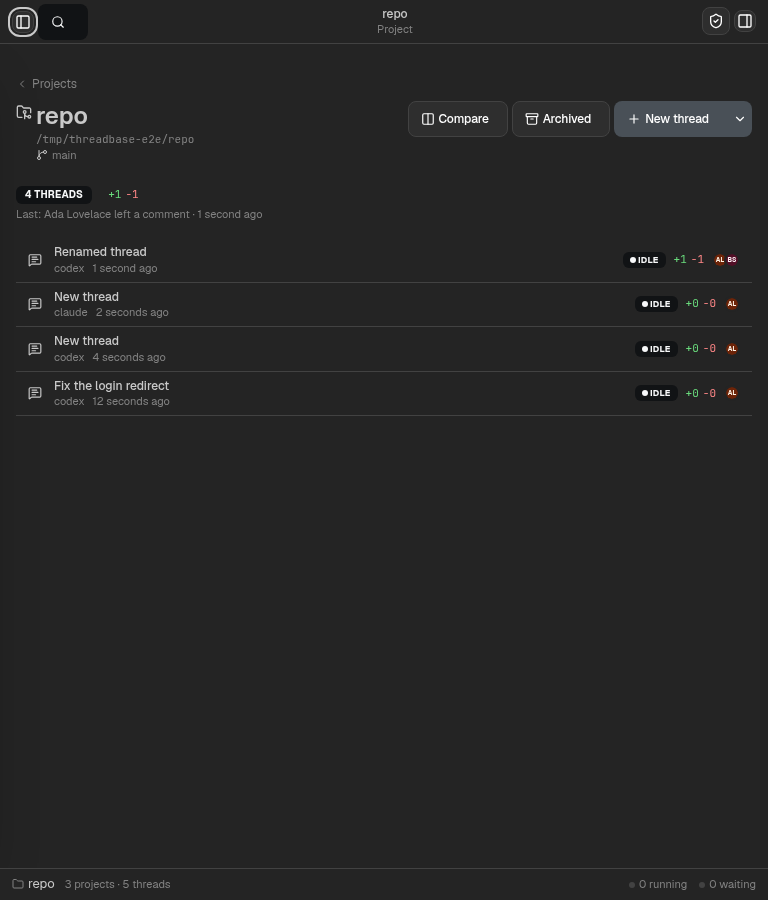 repo
Project
Projects
repo
/tmp/threadbase-e2e/repo
main
Compare
Archived
New thread
4 THREADS +1 -1
Last: Ada Lovelace left a comment · 1 second ago
Renamed thread
codex 1 second ago
IDLE +1 -1 AL BS
New thread
claude 2 seconds ago
IDLE +0 -0 AL
New thread
codex 4 seconds ago
IDLE +0 -0 AL
Fix the login redirect
codex 12 seconds ago
IDLE +0 -0 AL
repo 3 projects · 5 threads 0 running 0 waiting